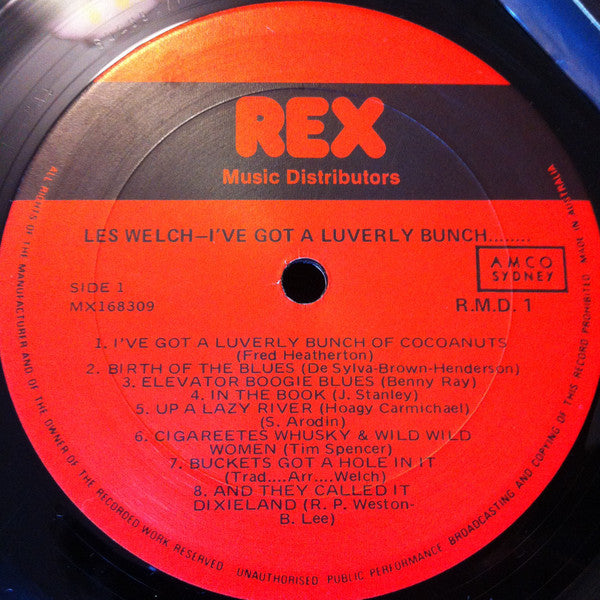 REX
Music Distributors
LES WELCH–I'VE GOT A LUVERLY BUNCH........
SIDE 1
MX168309
AMCO
SYDNEY
R.M.D. 1
1. I'VE GOT A LUVERLY BUNCH OF COCOANUTS
(Fred Heatherton)
2. BIRTH OF THE BLUES (De Sylva-Brown-Henderson)
3. ELEVATOR BOOGIE BLUES (Benny Ray)
4. IN THE BOOK (J. Stanley)
5. UP A LAZY RIVER (Hoagy Carmichael)
(S. Arodin)
6. CIGAREETES WHUSKY & WILD WILD
WOMEN (Tim Spencer)
7. BUCKETS GOT A HOLE IN IT
(Trad....Arr....Welch)
8. AND THEY CALLED IT
DIXIELAND (R. P. Weston-
B. Lee)
ALL RIGHTS OF THE MANUFACTURER AND OF THE OWNER OF THE RECORDED WORK RESERVED UNAUTHORISED PUBLIC PERFORMANCE BROADCASTING AND COPYING OF THIS RECORD PROHIBITED MADE IN AUSTRALIA